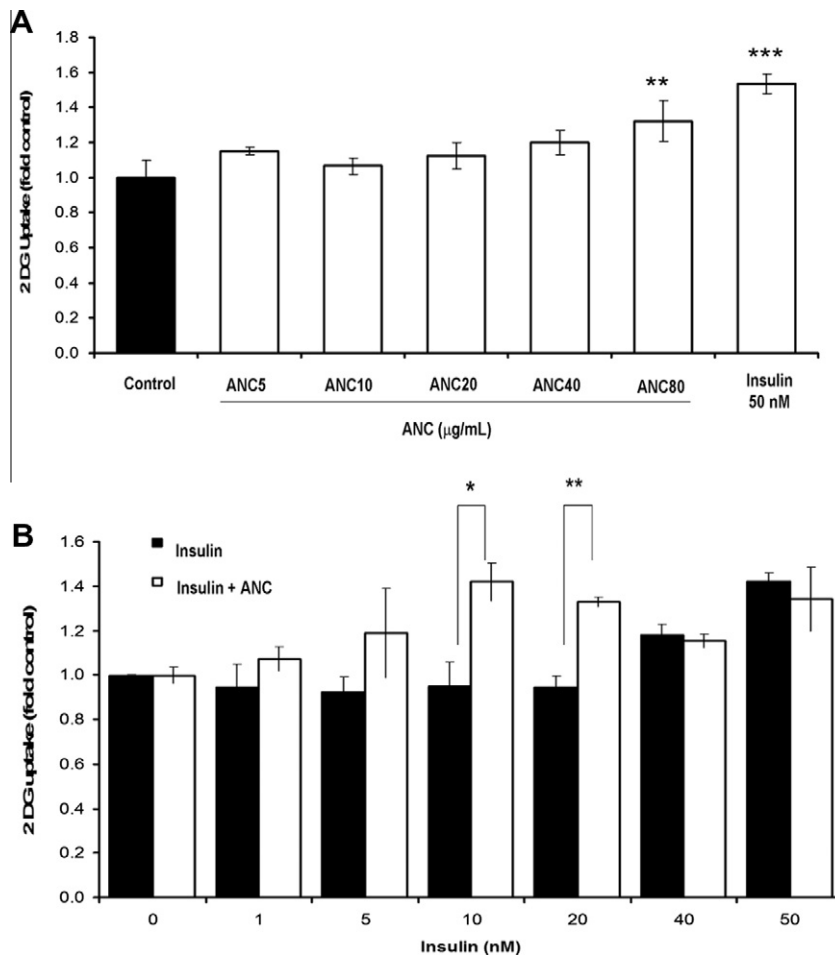 A
2 DG Uptake (fold control)
1.8
1.6
1.4
1.2
1.0
0.8
0.6
0.4
0.2
0.0
**
***
Control
ANC5
ANC10
ANC20
ANC40
ANC80
Insulin
50 nM
ANC (μg/mL)
B
2 DG uptake (fold control)
1.6
1.4
1.2
1.0
0.8
0.6
0.4
0.2
0.0
Insulin
Insulin + ANC
*
**
0
1
5
10
20
40
50
Insulin (nM)